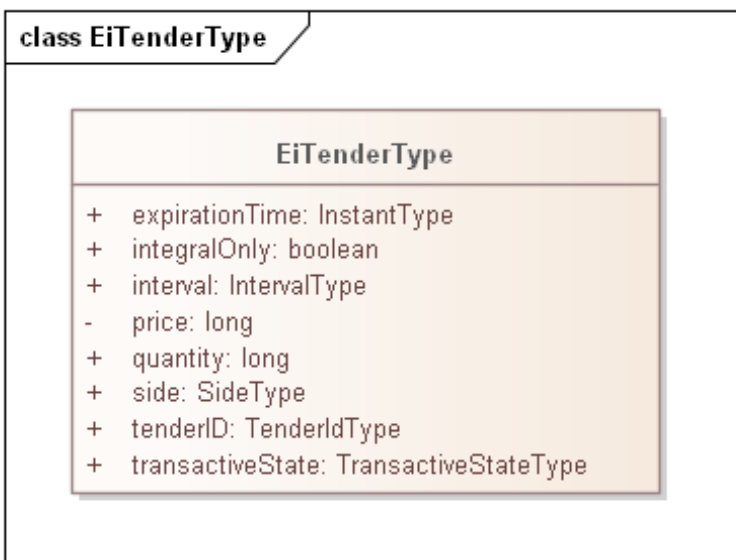 class EiTenderType
EiTenderType
+ expirationTime: InstantType
+ integralOnly: boolean
+ interval: IntervalType
- price: long
+ quantity: long
+ side: SideType
+ tenderID: TenderIdType
+ transactiveState: TransactiveStateType